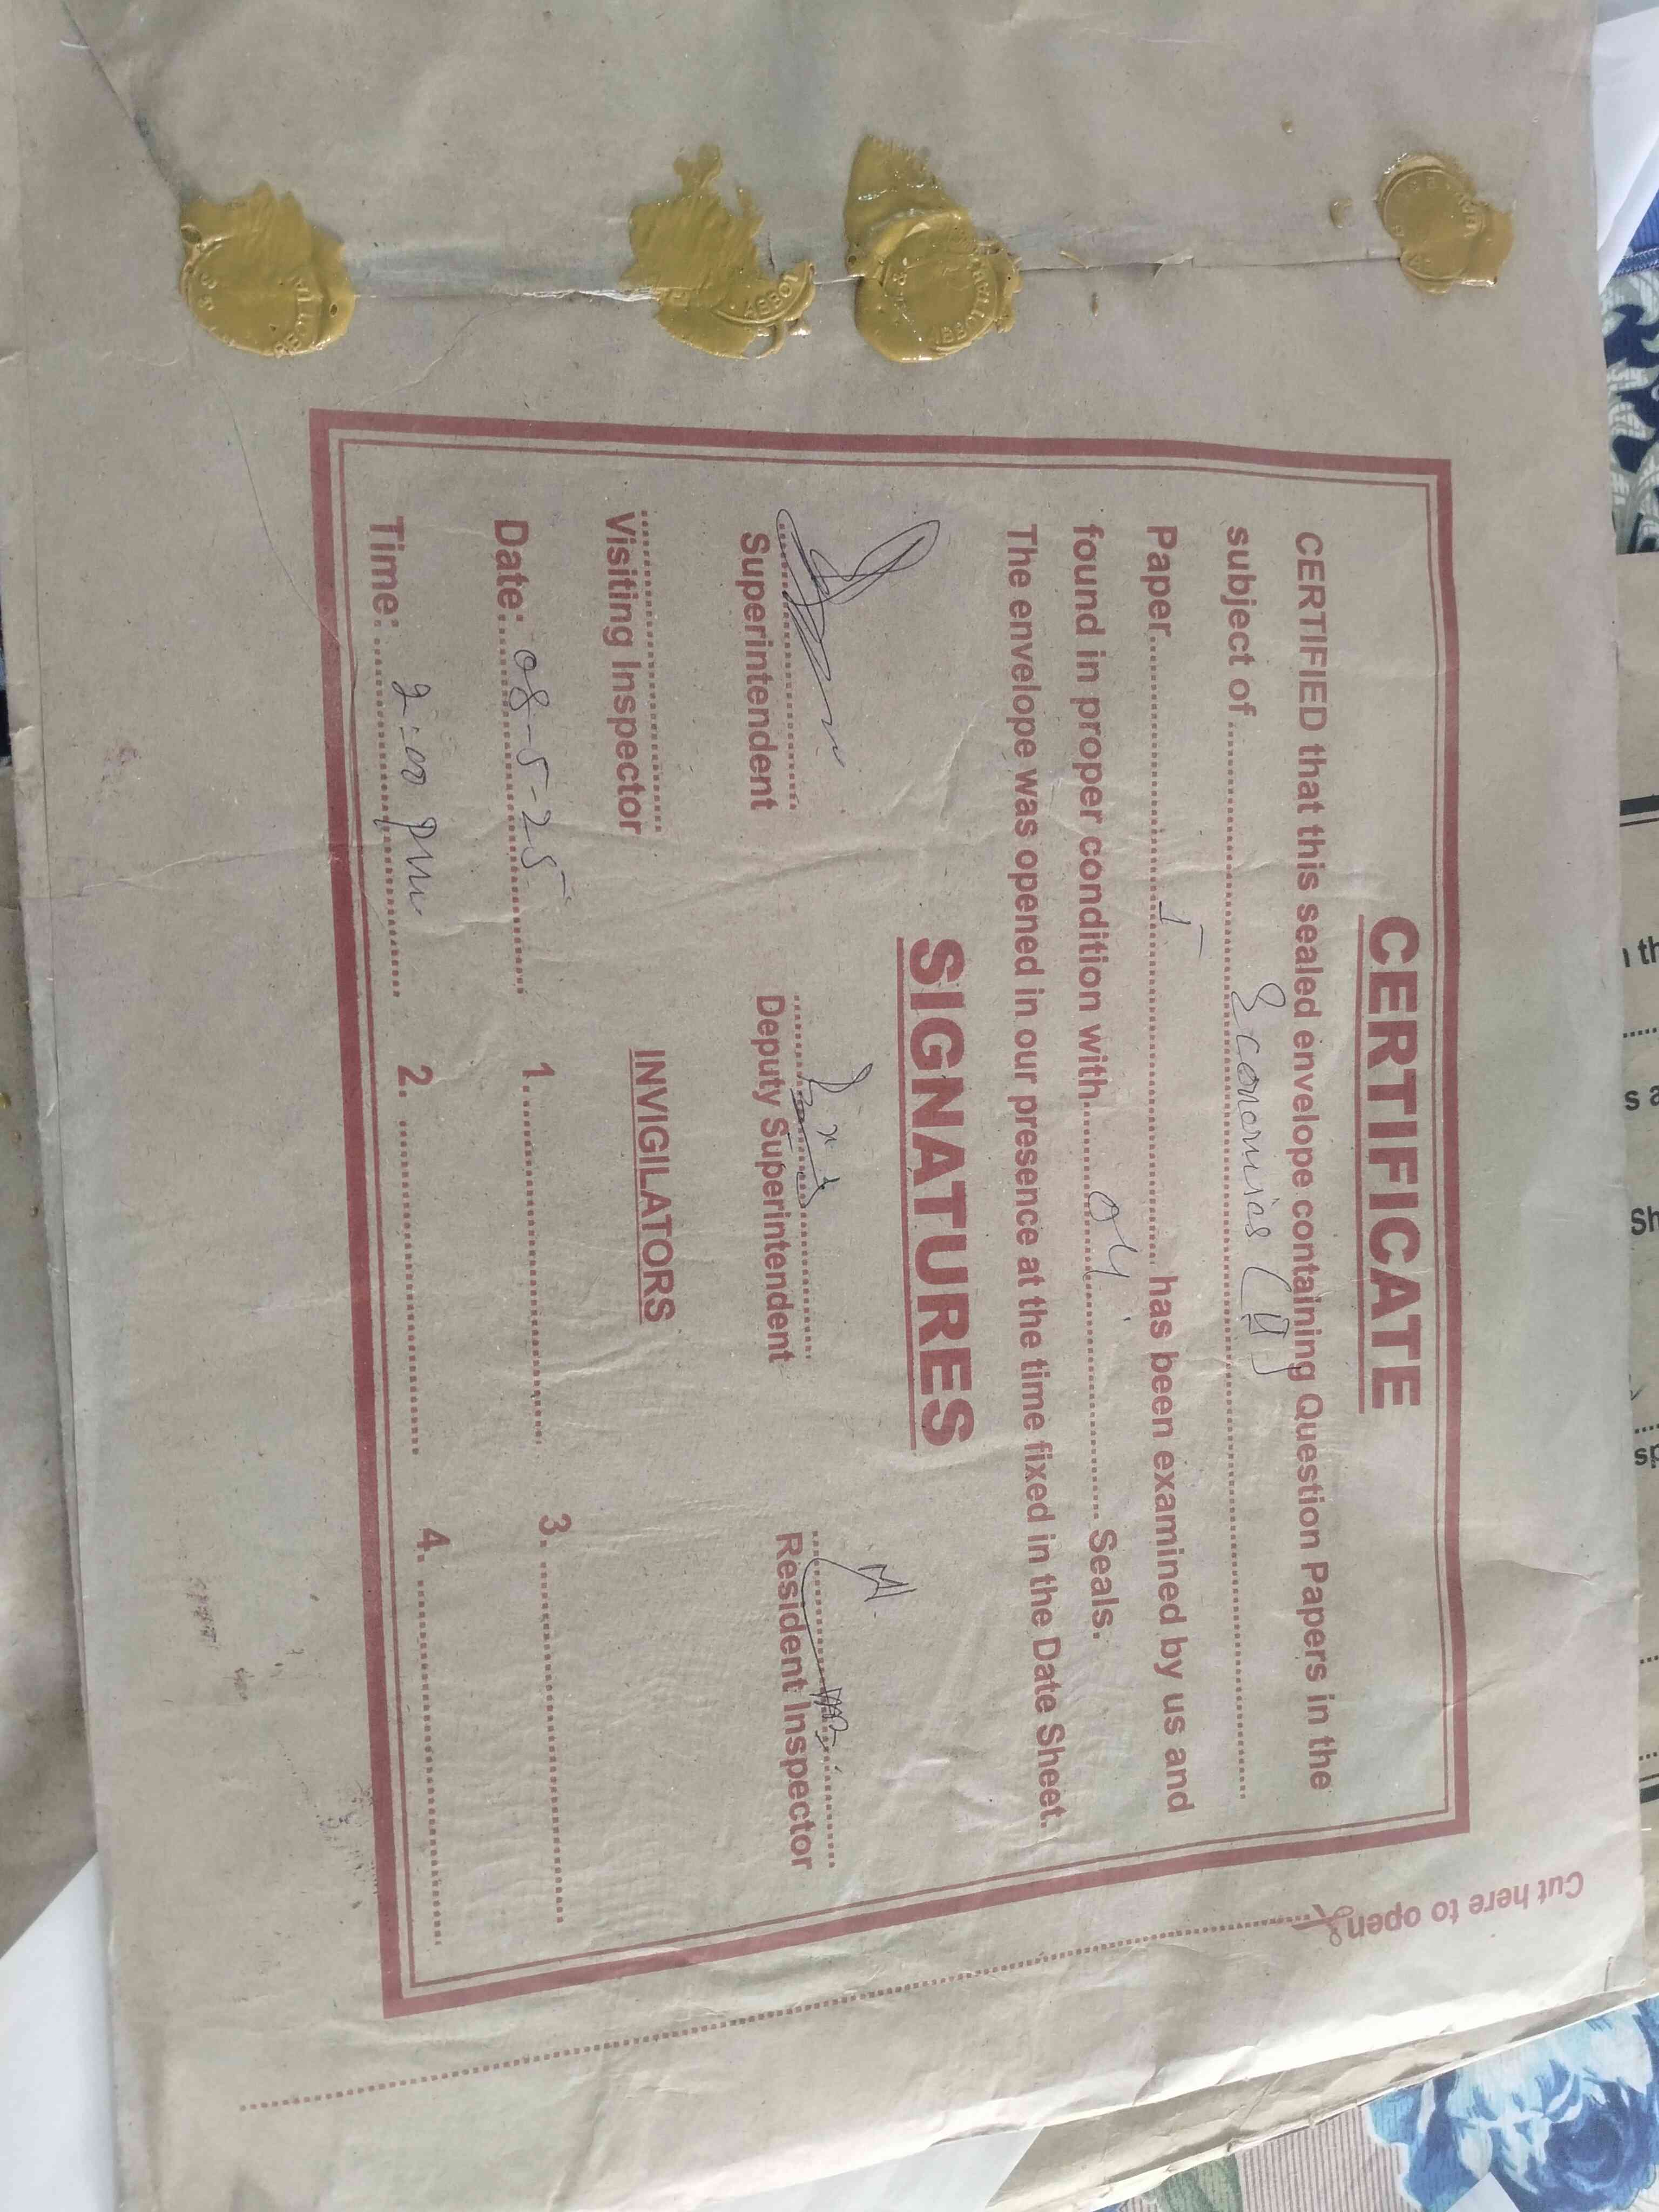 CERTIFICATE
CERTIFIED that this sealed envelope containing Question Papers in the
subject of.......... Economics (II) ..........
Paper.......... I .......... has been examined by us and
found in proper condition with.......... 04 .......... Seals.
The envelope was opened in our presence at the time fixed in the Date Sheet.
SIGNATURES
Superintendent
Deputy Superintendent
Resident Inspector
Visiting Inspector
INVIGILATORS
Date:.......... 08-5-25 ..........
1. ..........
3. ..........
Time:.......... 2=00 PM ..........
2. ..........
4. ..........
Cut here to open